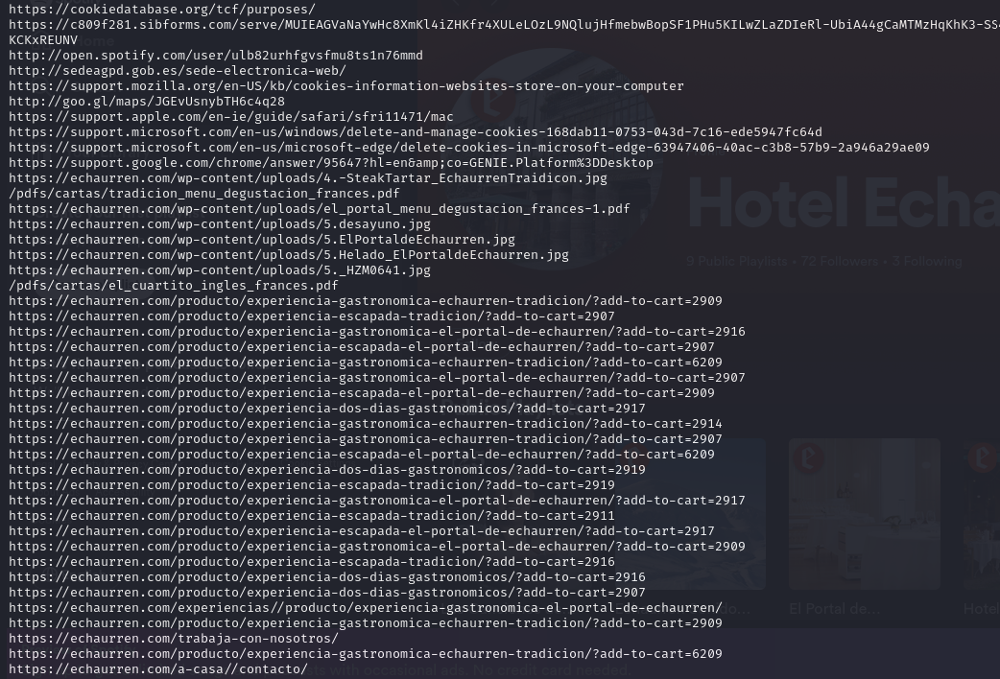 https://cookiedatabase.org/tcf/purposes/
https://c809f281.sibforms.com/serve/MUIEAGVaNaYwHc8XmKl4iZHKfr4XULeLOzL9NQlujHfmebwBopSF1PHu5KILwZLaZDIeRl-UbiA44gCaMTMzHqKhK3-SS4
KCKxREUNV
http://open.spotify.com/user/ulb82urhfgvsfmu8ts1n76mmd
http://sedeagpd.gob.es/sede-electronica-web/
https://support.mozilla.org/en-US/kb/cookies-information-websites-store-on-your-computer
http://goo.gl/maps/JGEvUsnybTH6c4q28
https://support.apple.com/en-ie/guide/safari/sfri11471/mac
https://support.microsoft.com/en-us/windows/delete-and-manage-cookies-168dab11-0753-043d-7c16-ede5947fc64d
https://support.microsoft.com/en-us/microsoft-edge/delete-cookies-in-microsoft-edge-63947406-40ac-c3b8-57b9-2a946a29ae09
https://support.google.com/chrome/answer/95647?hl=en&amp;co=GENIE.Platform%3DDesktop
https://echaurren.com/wp-content/uploads/4.-SteakTartar_EchaurrenTraidicon.jpg
/pdfs/cartas/tradicion_menu_degustacion_frances.pdf
https://echaurren.com/wp-content/uploads/el_portal_menu_degustacion_frances-1.pdf
https://echaurren.com/wp-content/uploads/5.desayuno.jpg
https://echaurren.com/wp-content/uploads/5.ElPortaldeEchaurren.jpg
https://echaurren.com/wp-content/uploads/5.Helado_ElPortaldeEchaurren.jpg
https://echaurren.com/wp-content/uploads/5._HZM0641.jpg
/pdfs/cartas/el_cuartito_ingles_frances.pdf
https://echaurren.com/producto/experiencia-gastronomica-echaurren-tradicion/?add-to-cart=2909
https://echaurren.com/producto/experiencia-escapada-tradicion/?add-to-cart=2907
https://echaurren.com/producto/experiencia-gastronomica-el-portal-de-echaurren/?add-to-cart=2916
https://echaurren.com/producto/experiencia-escapada-el-portal-de-echaurren/?add-to-cart=2907
https://echaurren.com/producto/experiencia-gastronomica-echaurren-tradicion/?add-to-cart=6209
https://echaurren.com/producto/experiencia-gastronomica-el-portal-de-echaurren/?add-to-cart=2907
https://echaurren.com/producto/experiencia-escapada-el-portal-de-echaurren/?add-to-cart=2909
https://echaurren.com/producto/experiencia-dos-dias-gastronomicos/?add-to-cart=2917
https://echaurren.com/producto/experiencia-gastronomica-echaurren-tradicion/?add-to-cart=2914
https://echaurren.com/producto/experiencia-gastronomica-echaurren-tradicion/?add-to-cart=2907
https://echaurren.com/producto/experiencia-escapada-el-portal-de-echaurren/?add-to-cart=6209
https://echaurren.com/producto/experiencia-dos-dias-gastronomicos/?add-to-cart=2919
https://echaurren.com/producto/experiencia-escapada-tradicion/?add-to-cart=2919
https://echaurren.com/producto/experiencia-gastronomica-el-portal-de-echaurren/?add-to-cart=2917
https://echaurren.com/producto/experiencia-escapada-tradicion/?add-to-cart=2911
https://echaurren.com/producto/experiencia-escapada-el-portal-de-echaurren/?add-to-cart=2917
https://echaurren.com/producto/experiencia-gastronomica-el-portal-de-echaurren/?add-to-cart=2909
https://echaurren.com/producto/experiencia-escapada-tradicion/?add-to-cart=2916
https://echaurren.com/producto/experiencia-dos-dias-gastronomicos/?add-to-cart=2916
https://echaurren.com/producto/experiencia-dos-dias-gastronomicos/?add-to-cart=2907
https://echaurren.com/experiencias//producto/experiencia-gastronomica-el-portal-de-echaurren/
https://echaurren.com/producto/experiencia-gastronomica-echaurren-tradicion/?add-to-cart=2909
https://echaurren.com/trabaja-con-nosotros/
https://echaurren.com/producto/experiencia-gastronomica-echaurren-tradicion/?add-to-cart=6209
https://echaurren.com/a-casa//contacto/
Hotel Echa
9 Public Playlists • 72 Followers • 3 Following
El Portal de...
Hotel
with occasional ads. No credit card needed.